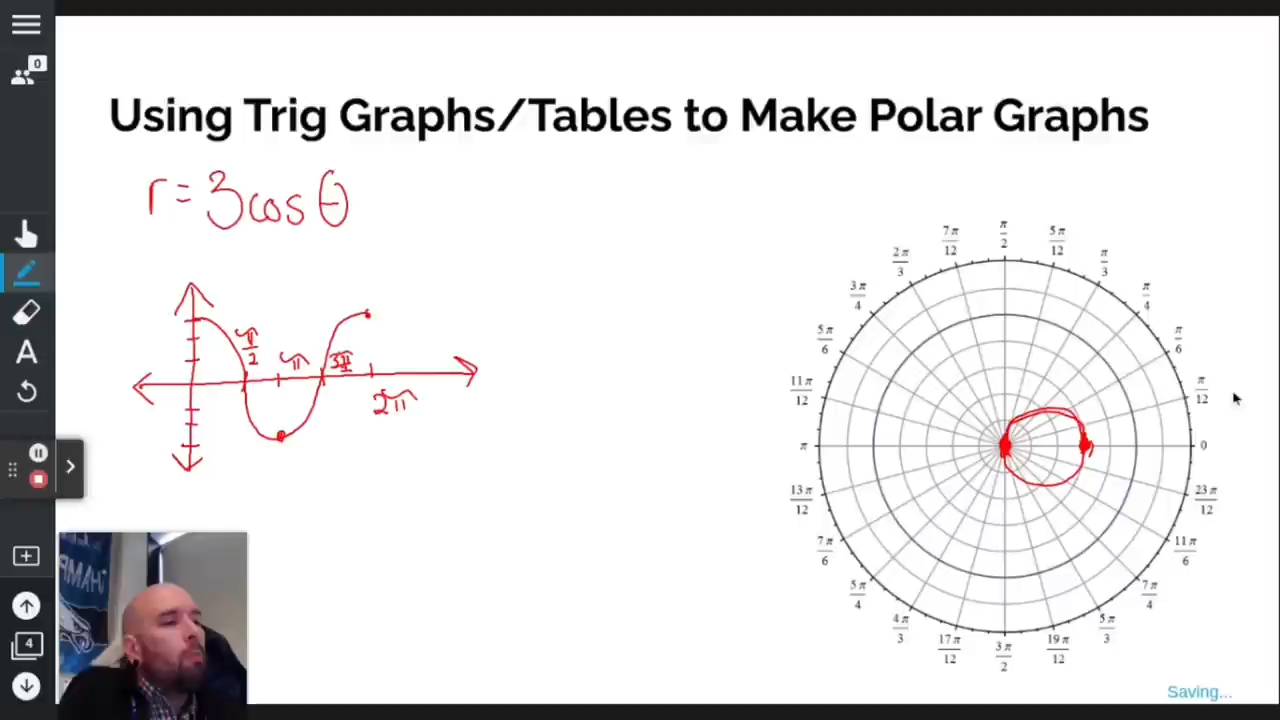 0
Using Trig Graphs/Tables to Make Polar Graphs
r = 3cosθ
π/2
π
3π/2
2π
π/2
7π/12
5π/12
2π/3
π/3
3π/4
π/4
5π/6
π/6
11π/12
π/12
π
0
13π/12
23π/12
7π/6
11π/6
5π/4
7π/4
4π/3
5π/3
17π/12
19π/12
3π/2
A
4
HAMP
Saving...